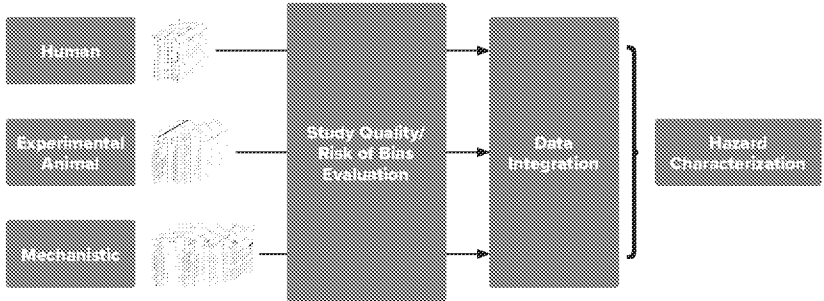 Human
Experimental
Animal
Mechanistic
Study Quality/
Risk of Bias
Evaluation
Data
Integration
Hazard
Characterization